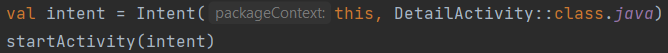 val intent = Intent( packageContext: this, DetailActivity::class.java)
startActivity(intent)